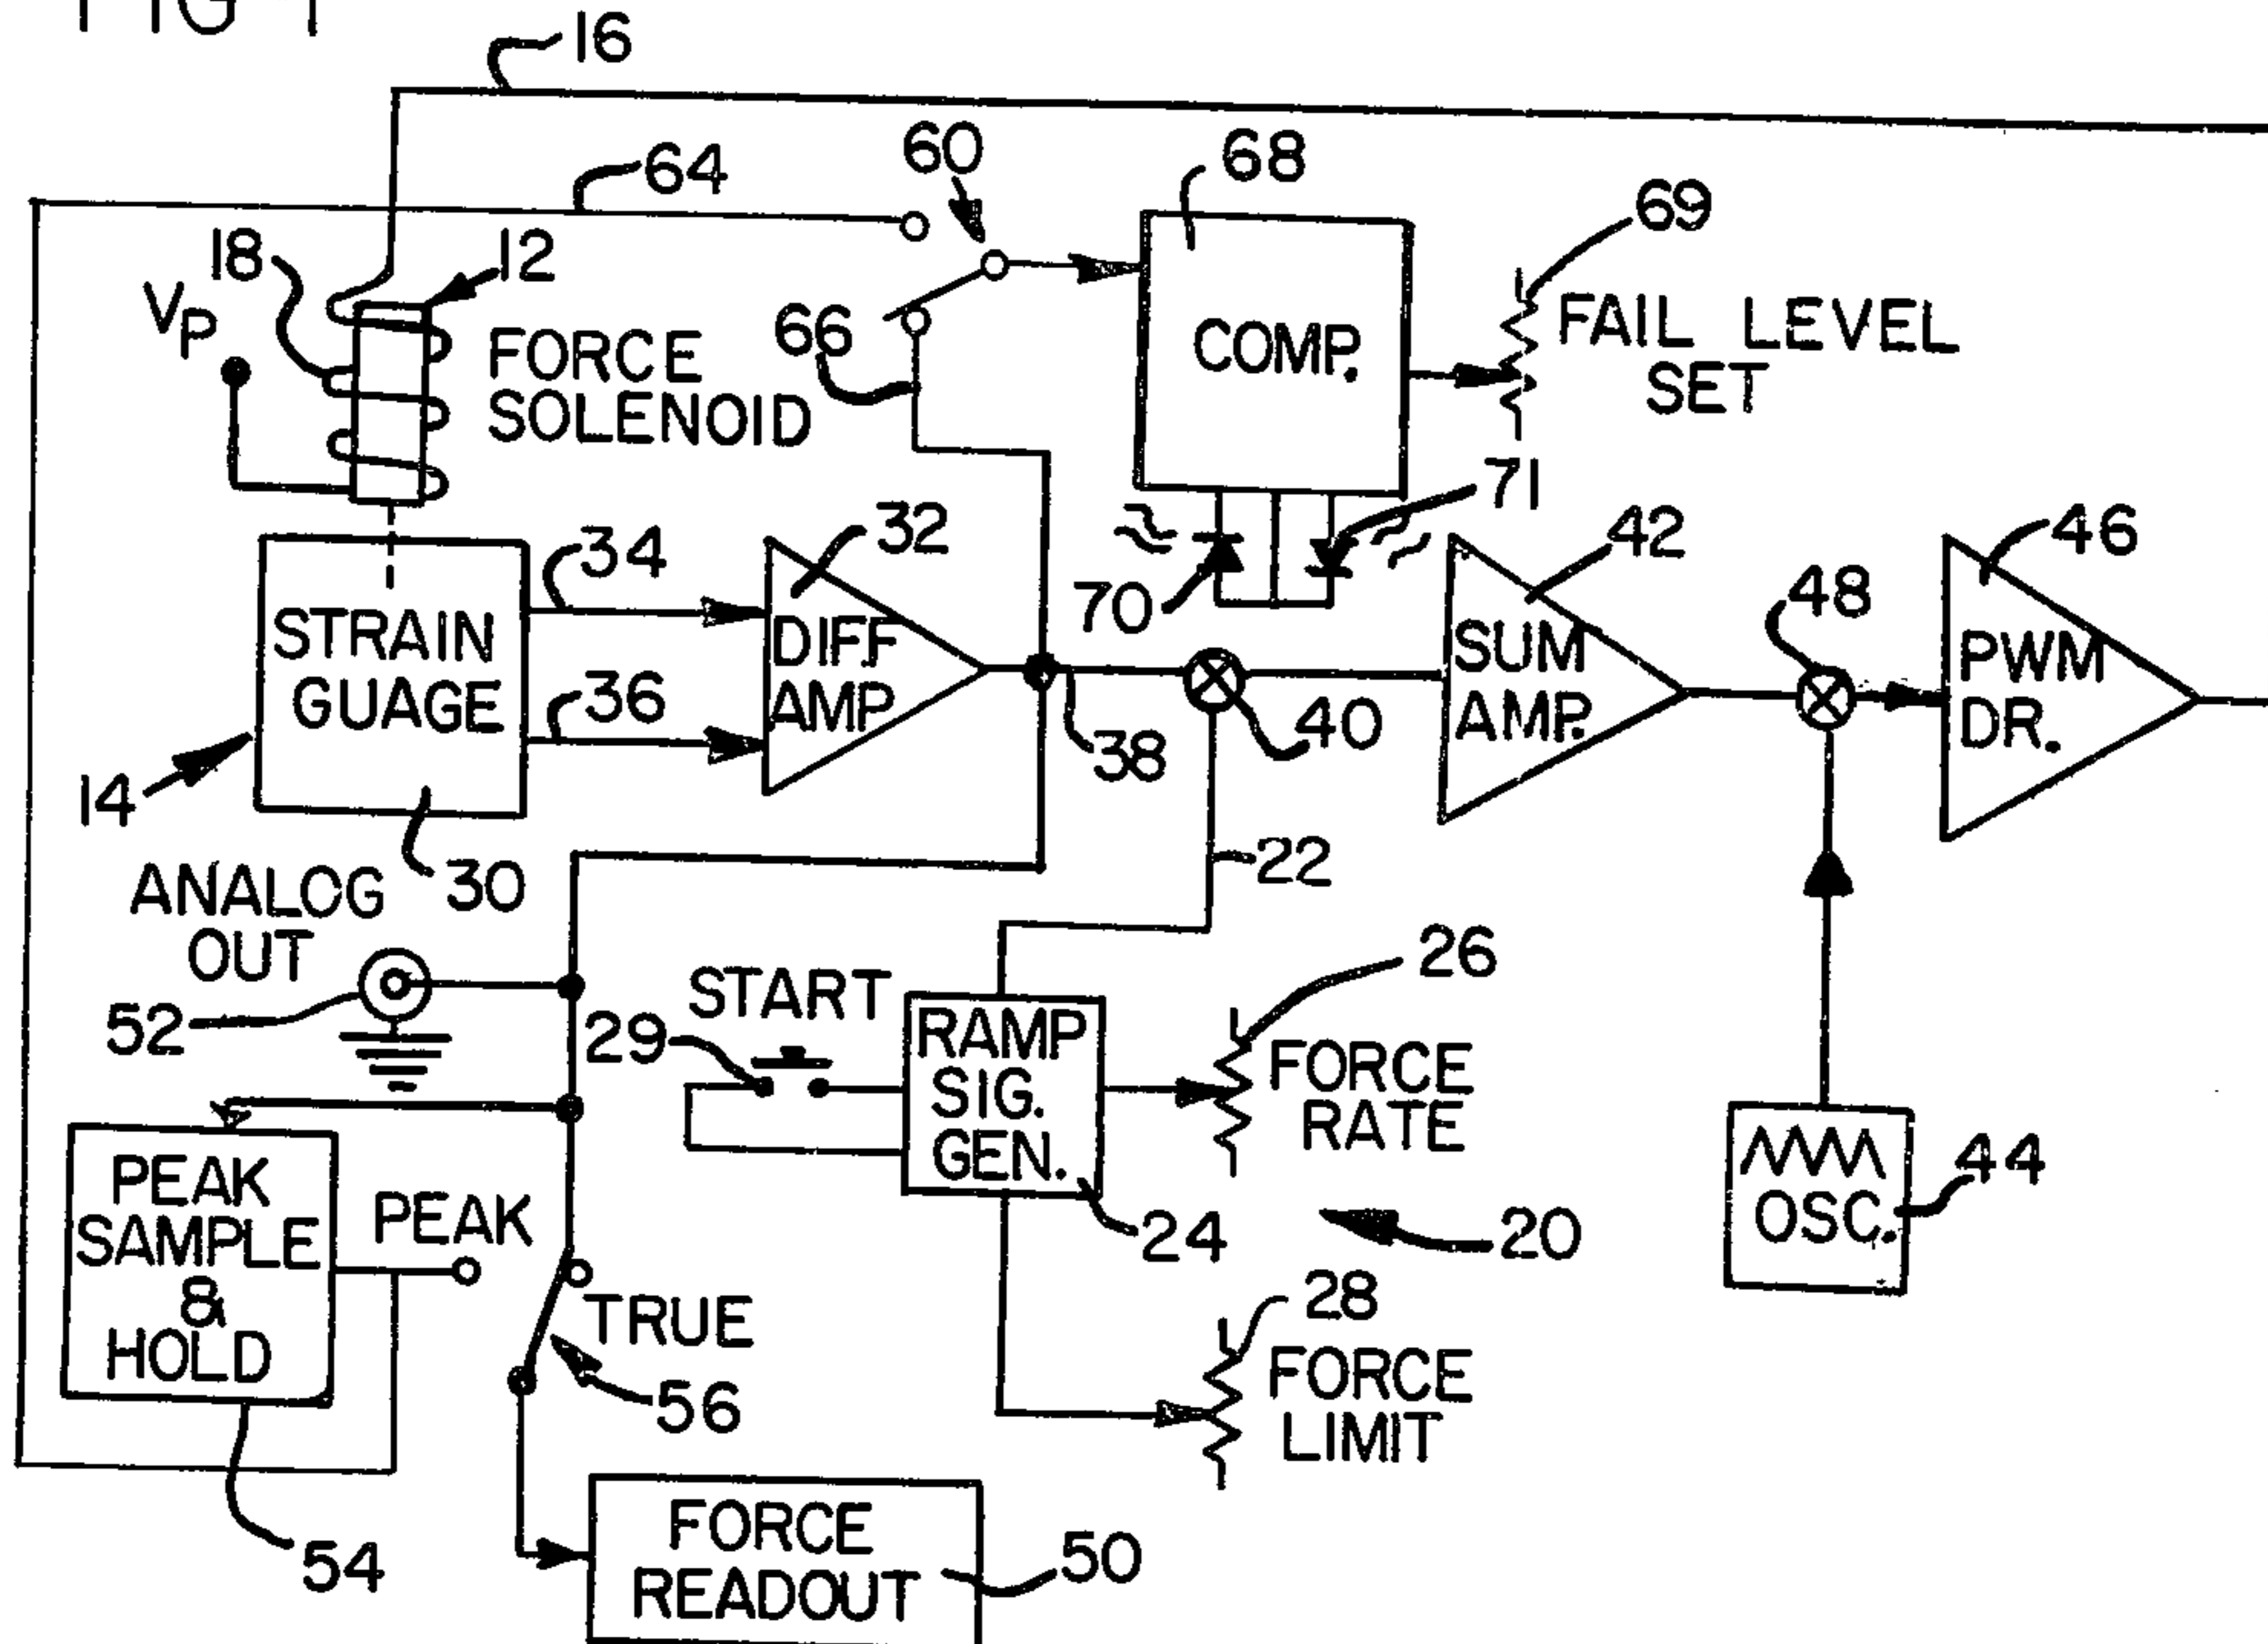 FIG 1
16
60
68
64
69
18
12
VP
FORCE
SOLENOID
66
COMP.
FAIL LEVEL
SET
71
34
32
70
42
46
48
STRAIN
GUAGE
DIFF
AMP
SUM
AMP.
PWM
DR.
36
38
40
14
30
22
ANALOG
OUT
52
START
29
RAMP
SIG.
GEN.
26
FORCE
RATE
24
20
OSC.
44
PEAK
SAMPLE
&
HOLD
PEAK
TRUE
56
28
FORCE
LIMIT
54
FORCE
READOUT
50